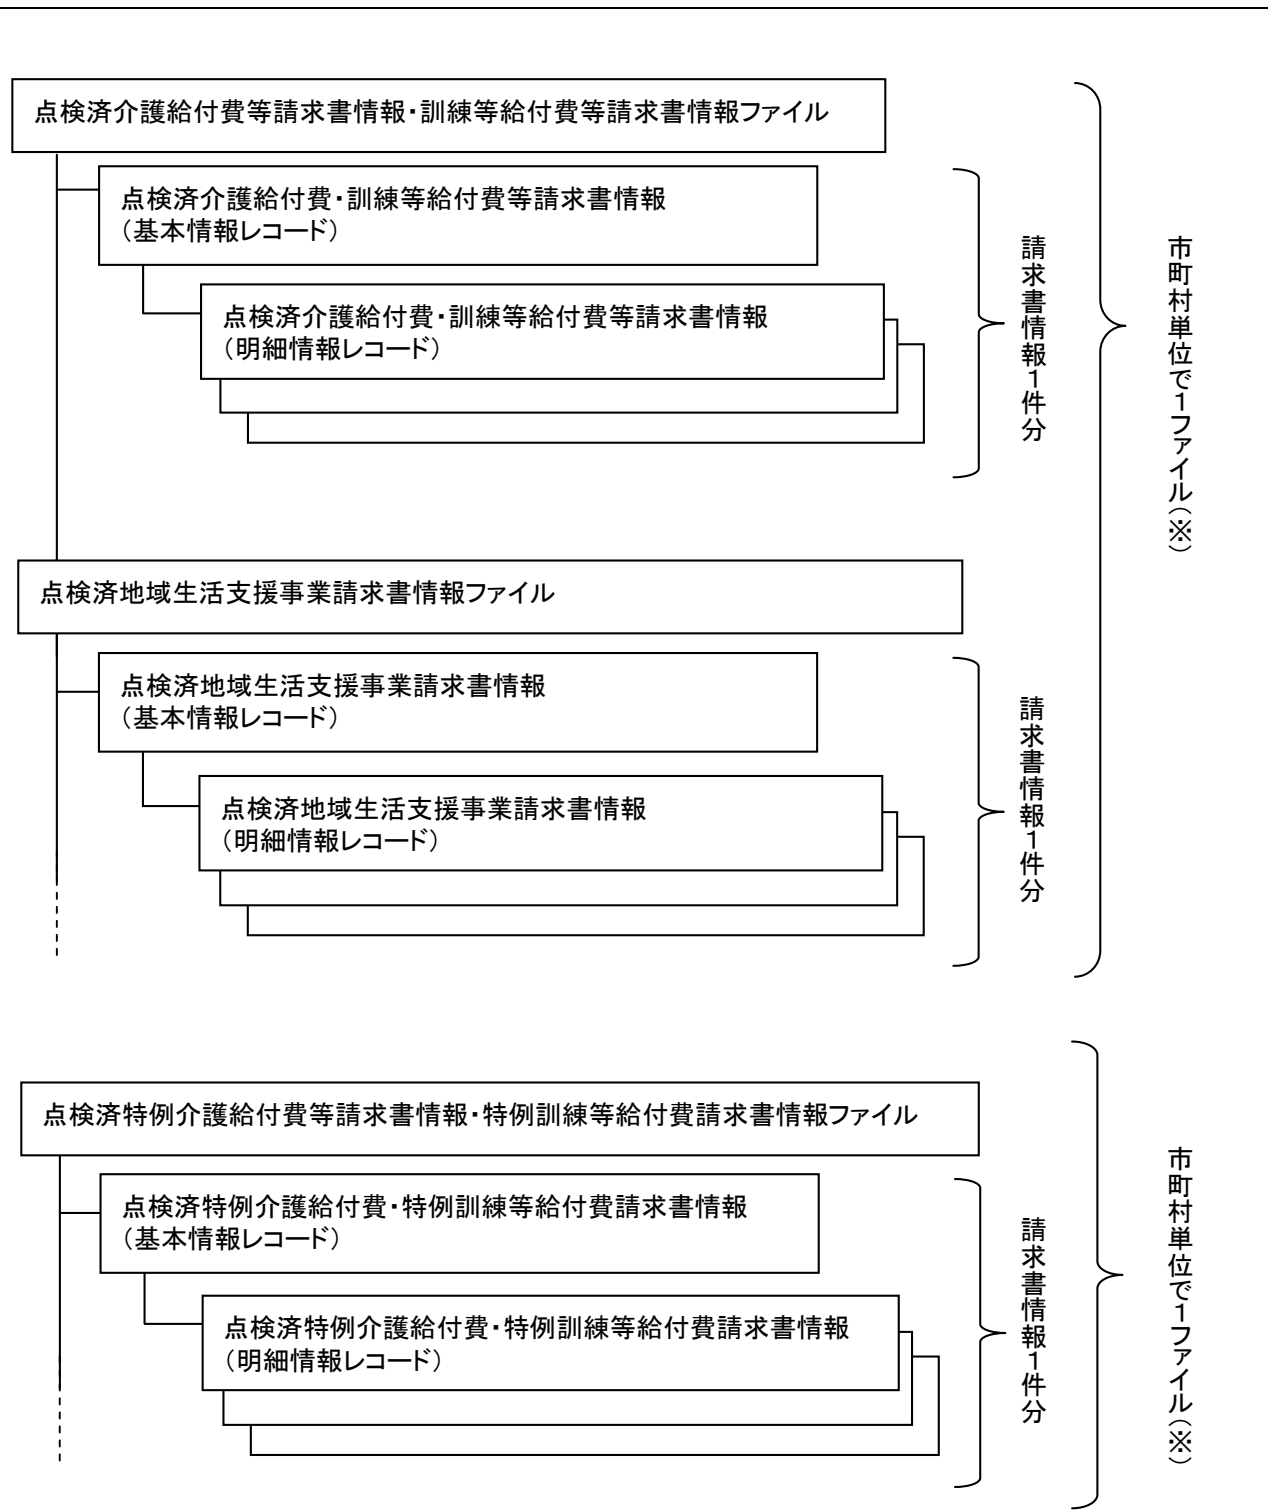 点検済介護給付費等請求書情報・訓練等給付費等請求書情報ファイル
点検済介護給付費・訓練等給付費等請求書情報
（基本情報レコード）
点検済介護給付費・訓練等給付費等請求書情報
（明細情報レコード）
請求書情報１件分
市町村単位で１ファイル（※）
点検済地域生活支援事業請求書情報ファイル
点検済地域生活支援事業請求書情報
（基本情報レコード）
点検済地域生活支援事業請求書情報
（明細情報レコード）
請求書情報１件分
点検済特例介護給付費等請求書情報・特例訓練等給付費請求書情報ファイル
点検済特例介護給付費・特例訓練等給付費請求書情報
（基本情報レコード）
点検済特例介護給付費・特例訓練等給付費請求書情報
（明細情報レコード）
請求書情報１件分
市町村単位で１ファイル（※）